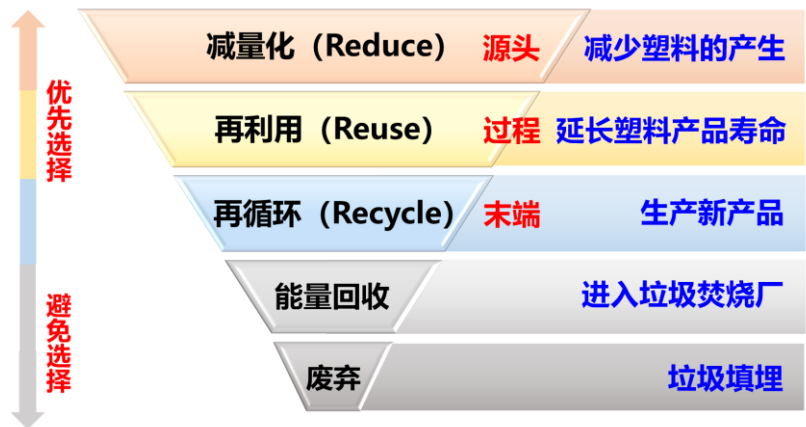 减量化（Reduce） 源头 减少塑料的产生
再利用（Reuse） 过程 延长塑料产品寿命
再循环（Recycle） 末端 生产新产品
能量回收 进入垃圾焚烧厂
废弃 垃圾填埋
优先选择
避免选择